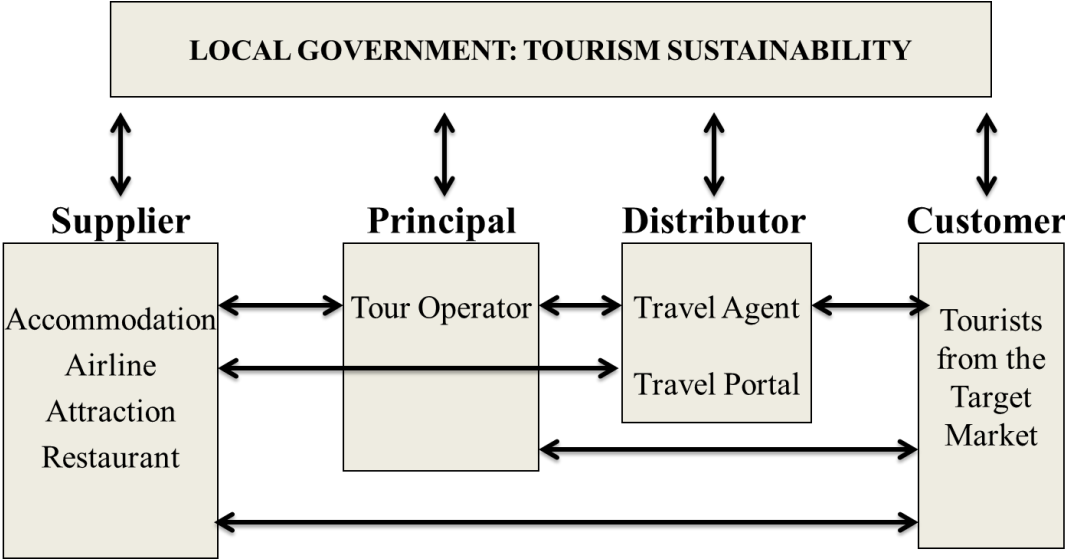 LOCAL GOVERNMENT: TOURISM SUSTAINABILITY
Supplier
Principal
Distributor
Customer
Accommodation
Airline
Attraction
Restaurant
Tour Operator
Travel Agent
Travel Portal
Tourists
from the
Target
Market